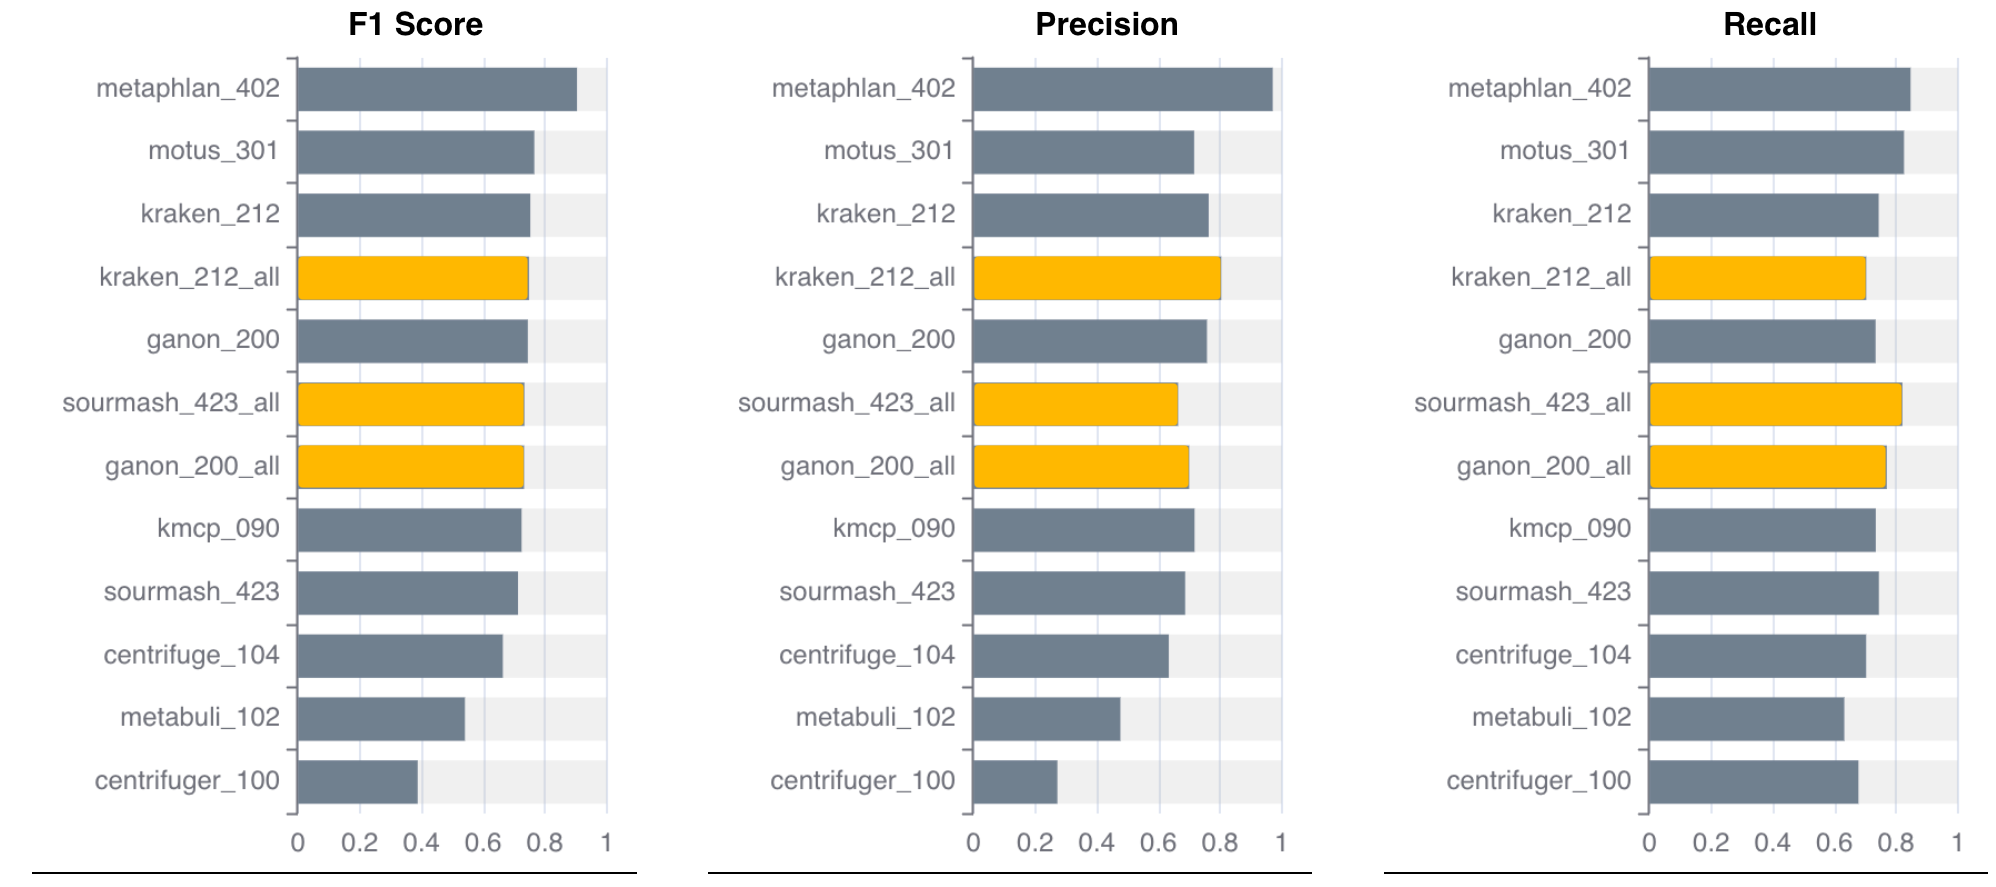 F1 Score
metaphlan_402
motus_301
kraken_212
kraken_212_all
ganon_200
sourmash_423_all
ganon_200_all
kmcp_090
sourmash_423
centrifuge_104
metabuli_102
centrifuger_100
0 0.2 0.4 0.6 0.8 1
Precision
metaphlan_402
motus_301
kraken_212
kraken_212_all
ganon_200
sourmash_423_all
ganon_200_all
kmcp_090
sourmash_423
centrifuge_104
metabuli_102
centrifuger_100
0 0.2 0.4 0.6 0.8 1
Recall
metaphlan_402
motus_301
kraken_212
kraken_212_all
ganon_200
sourmash_423_all
ganon_200_all
kmcp_090
sourmash_423
centrifuge_104
metabuli_102
centrifuger_100
0 0.2 0.4 0.6 0.8 1